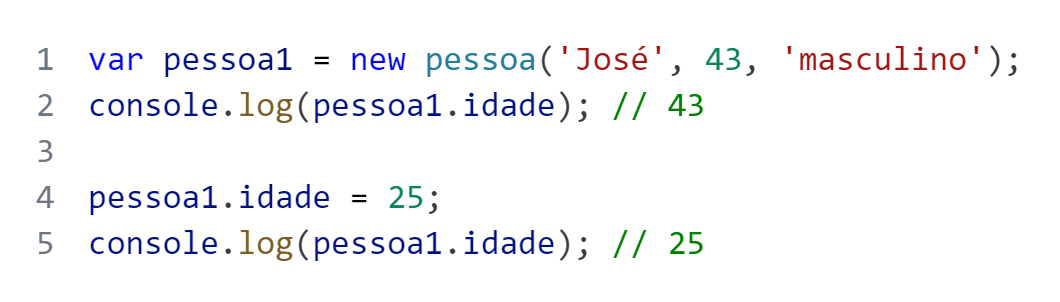 1 var pessoa1 = new pessoa('José', 43, 'masculino');
2 console.log(pessoa1.idade); // 43
3
4 pessoa1.idade = 25;
5 console.log(pessoa1.idade); // 25